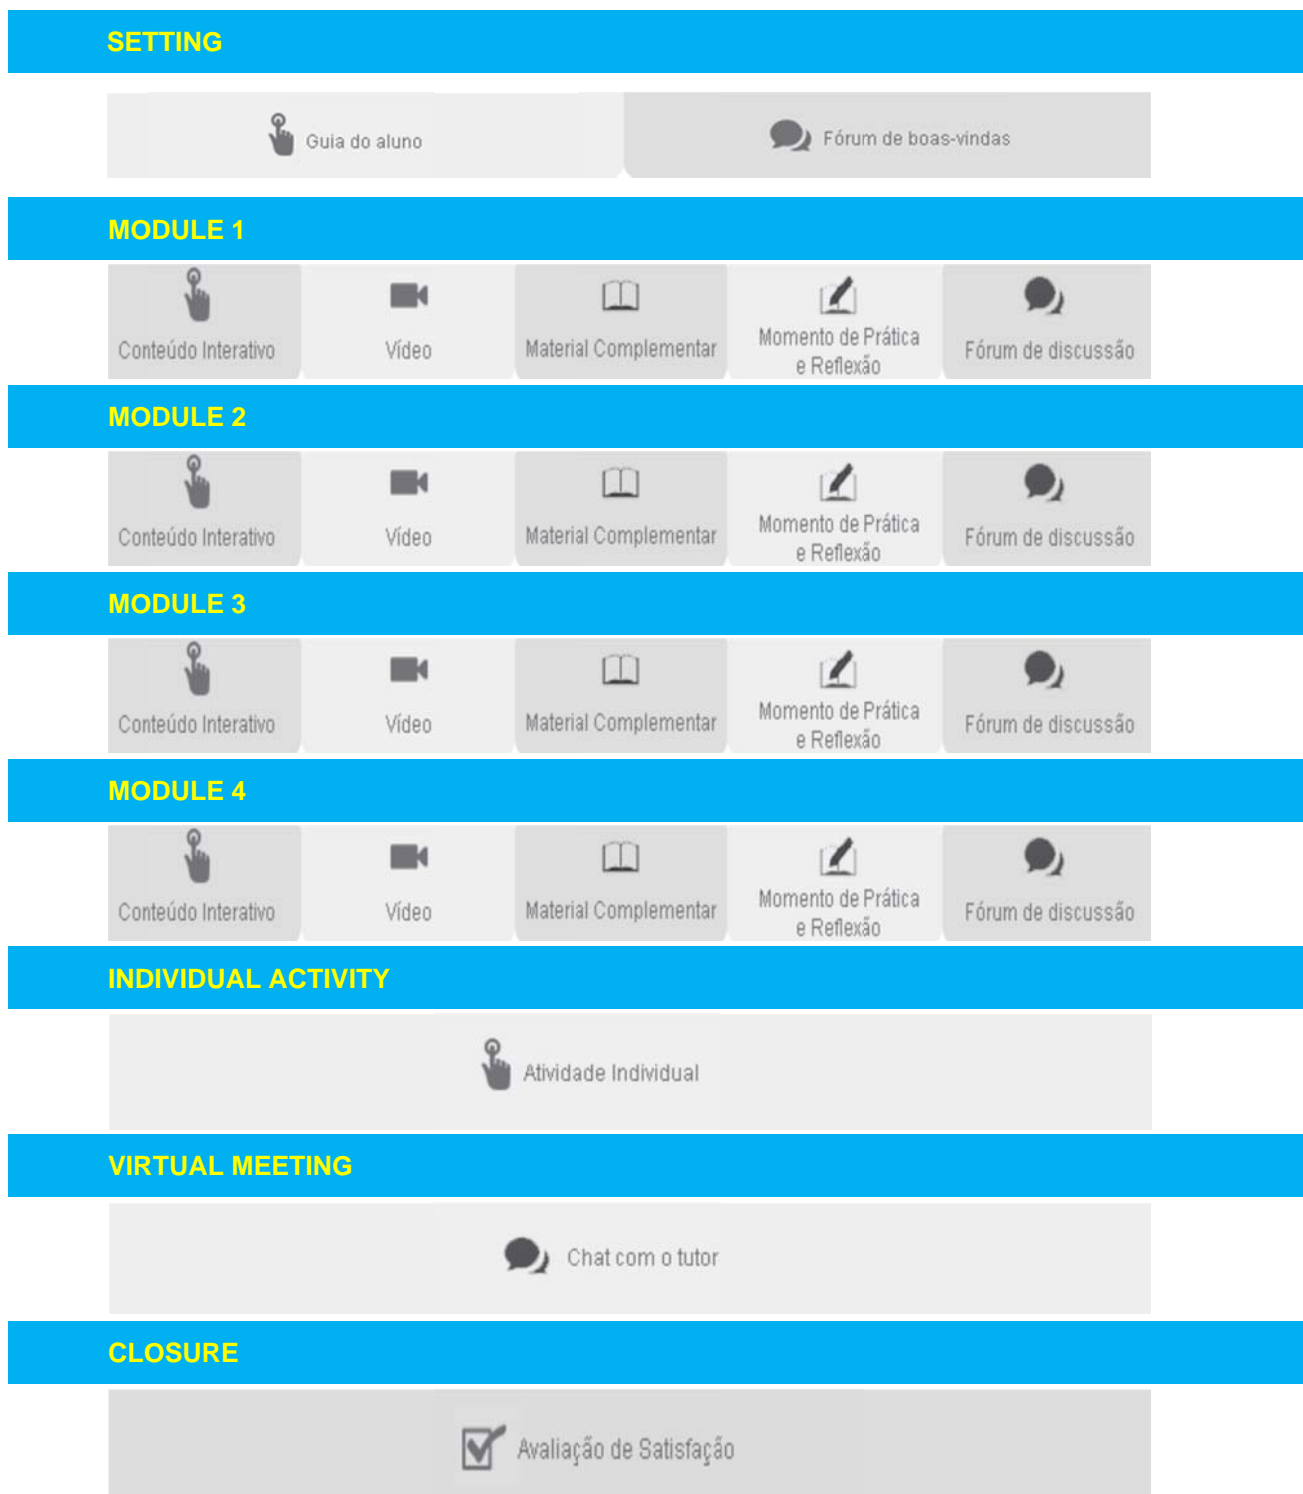 SETTING
Guia do aluno
Fórum de boas-vindas
MODULE 1
Conteúdo Interativo
Vídeo
Material Complementar
Momento de Prática
e Reflexão
Fórum de discussão
MODULE 2
Conteúdo Interativo
Vídeo
Material Complementar
Momento de Prática
e Reflexão
Fórum de discussão
MODULE 3
Conteúdo Interativo
Vídeo
Material Complementar
Momento de Prática
e Reflexão
Fórum de discussão
MODULE 4
Conteúdo Interativo
Vídeo
Material Complementar
Momento de Prática
e Reflexão
Fórum de discussão
INDIVIDUAL ACTIVITY
Atividade Individual
VIRTUAL MEETING
Chat com o tutor
CLOSURE
Avaliação de Satisfação